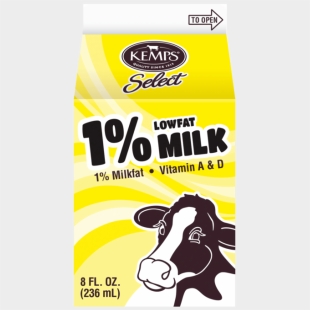 TO OPEN
KEMPS
QUALITY SINCE 1914
Select
1% LOWFAT MILK
1% Milkfat • Vitamin A & D
8 FL. OZ.
(236 mL)